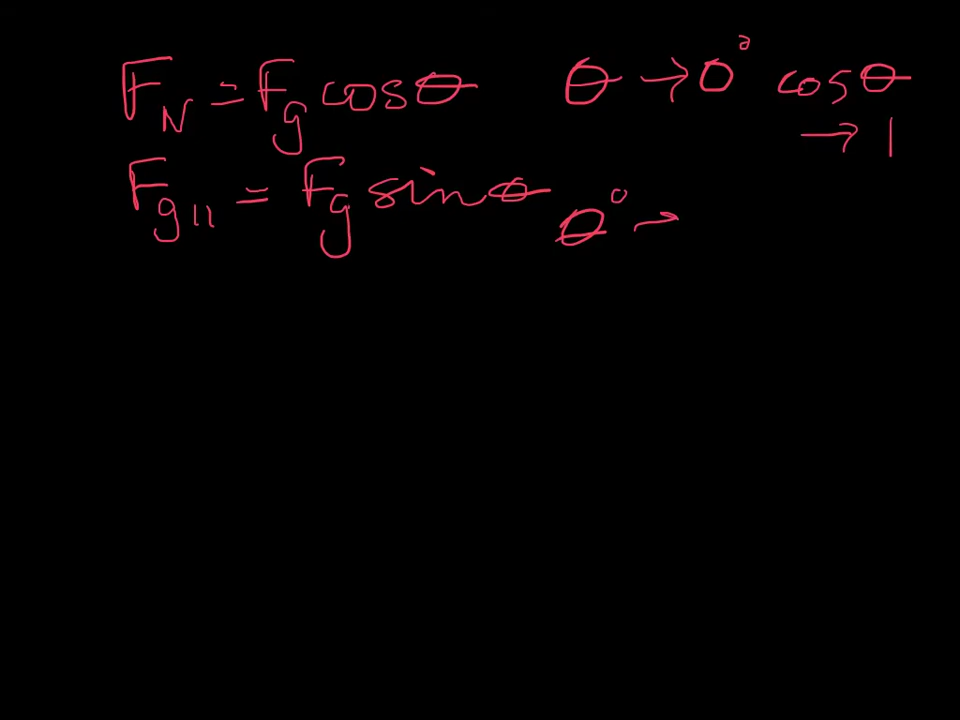 F_N = F_g cosθ θ → 0° cosθ
→ 1
F_g|| = F_g sinθ θ° →